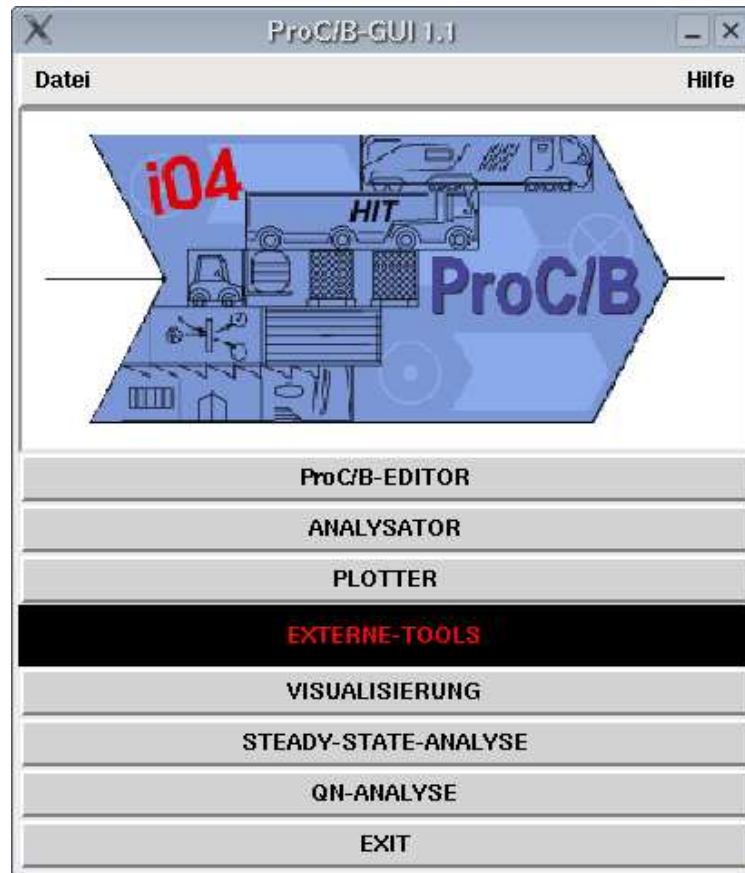 ProC/B-GUI 1.1
Datei Hilfe
i04
HIT
ProC/B
ProC/B-EDITOR
ANALYSATOR
PLOTTER
EXTERNE-TOOLS
VISUALISIERUNG
STEADY-STATE-ANALYSE
QN-ANALYSE
EXIT